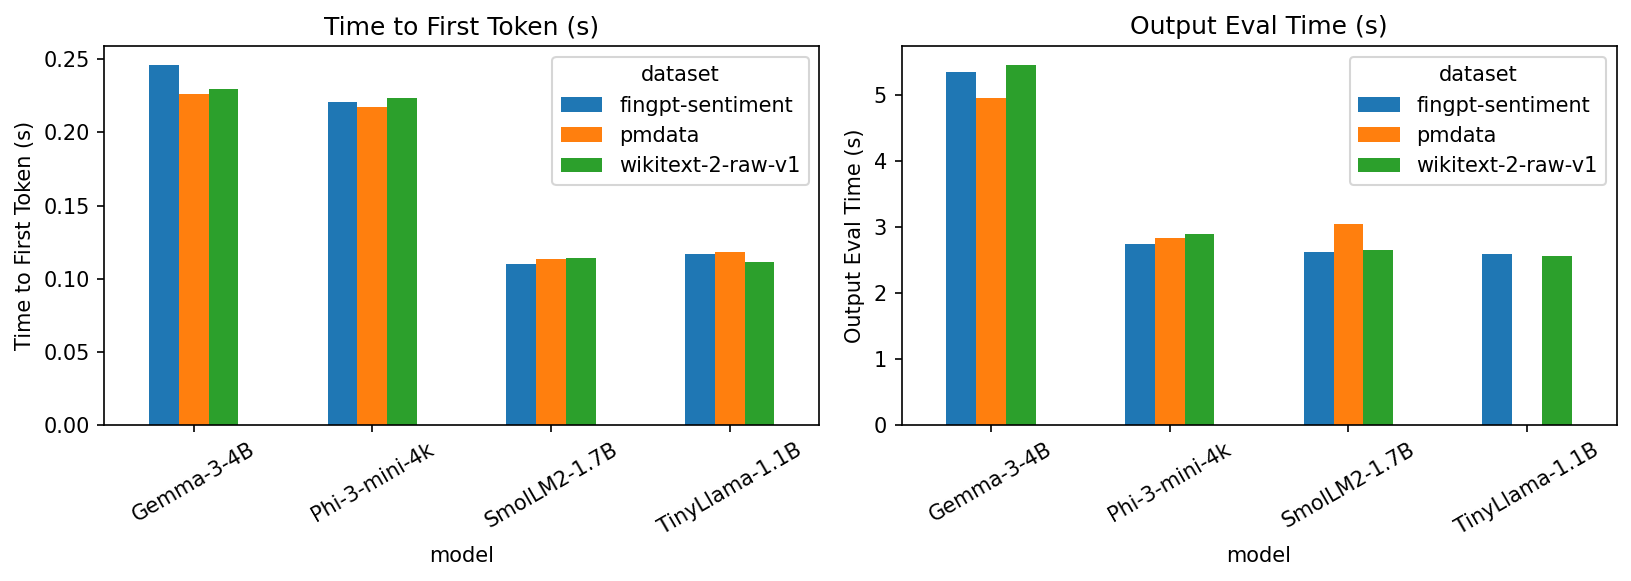 Time to First Token (s)
Time to First Token (s)
0.25
0.20
0.15
0.10
0.05
0.00
dataset
fingpt-sentiment
pmdata
wikitext-2-raw-v1
Gemma-3-4B
Phi-3-mini-4k
SmolLM2-1.7B
TinyLlama-1.1B
model
Output Eval Time (s)
Output Eval Time (s)
5
4
3
2
1
0
dataset
fingpt-sentiment
pmdata
wikitext-2-raw-v1
Gemma-3-4B
Phi-3-mini-4k
SmolLM2-1.7B
TinyLlama-1.1B
model